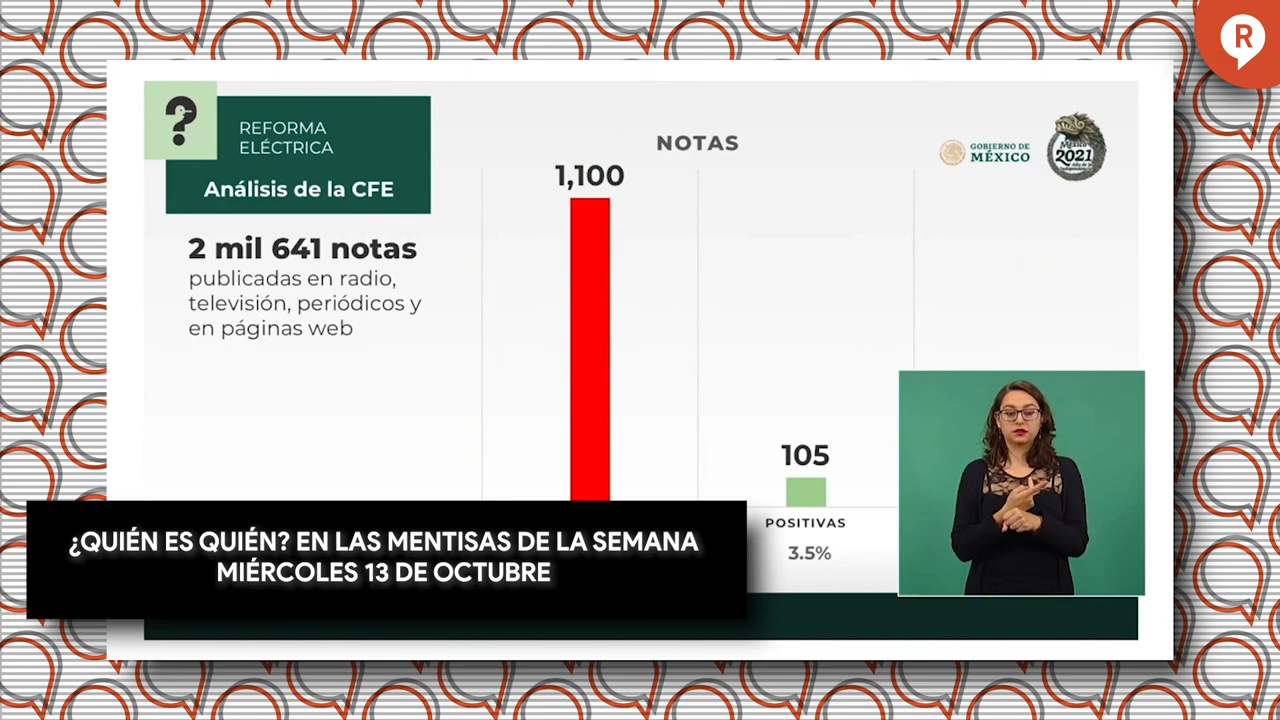 R
?
REFORMA
ELÉCTRICA
Análisis de la CFE
2 mil 641 notas
publicadas en radio,
televisión, periódicos y
en páginas web
NOTAS
1,100
105
POSITIVAS
3.5%
GOBIERNO DE
MÉXICO
México
2021
¿QUIÉN ES QUIÉN? EN LAS MENTISAS DE LA SEMANA
MIÉRCOLES 13 DE OCTUBRE